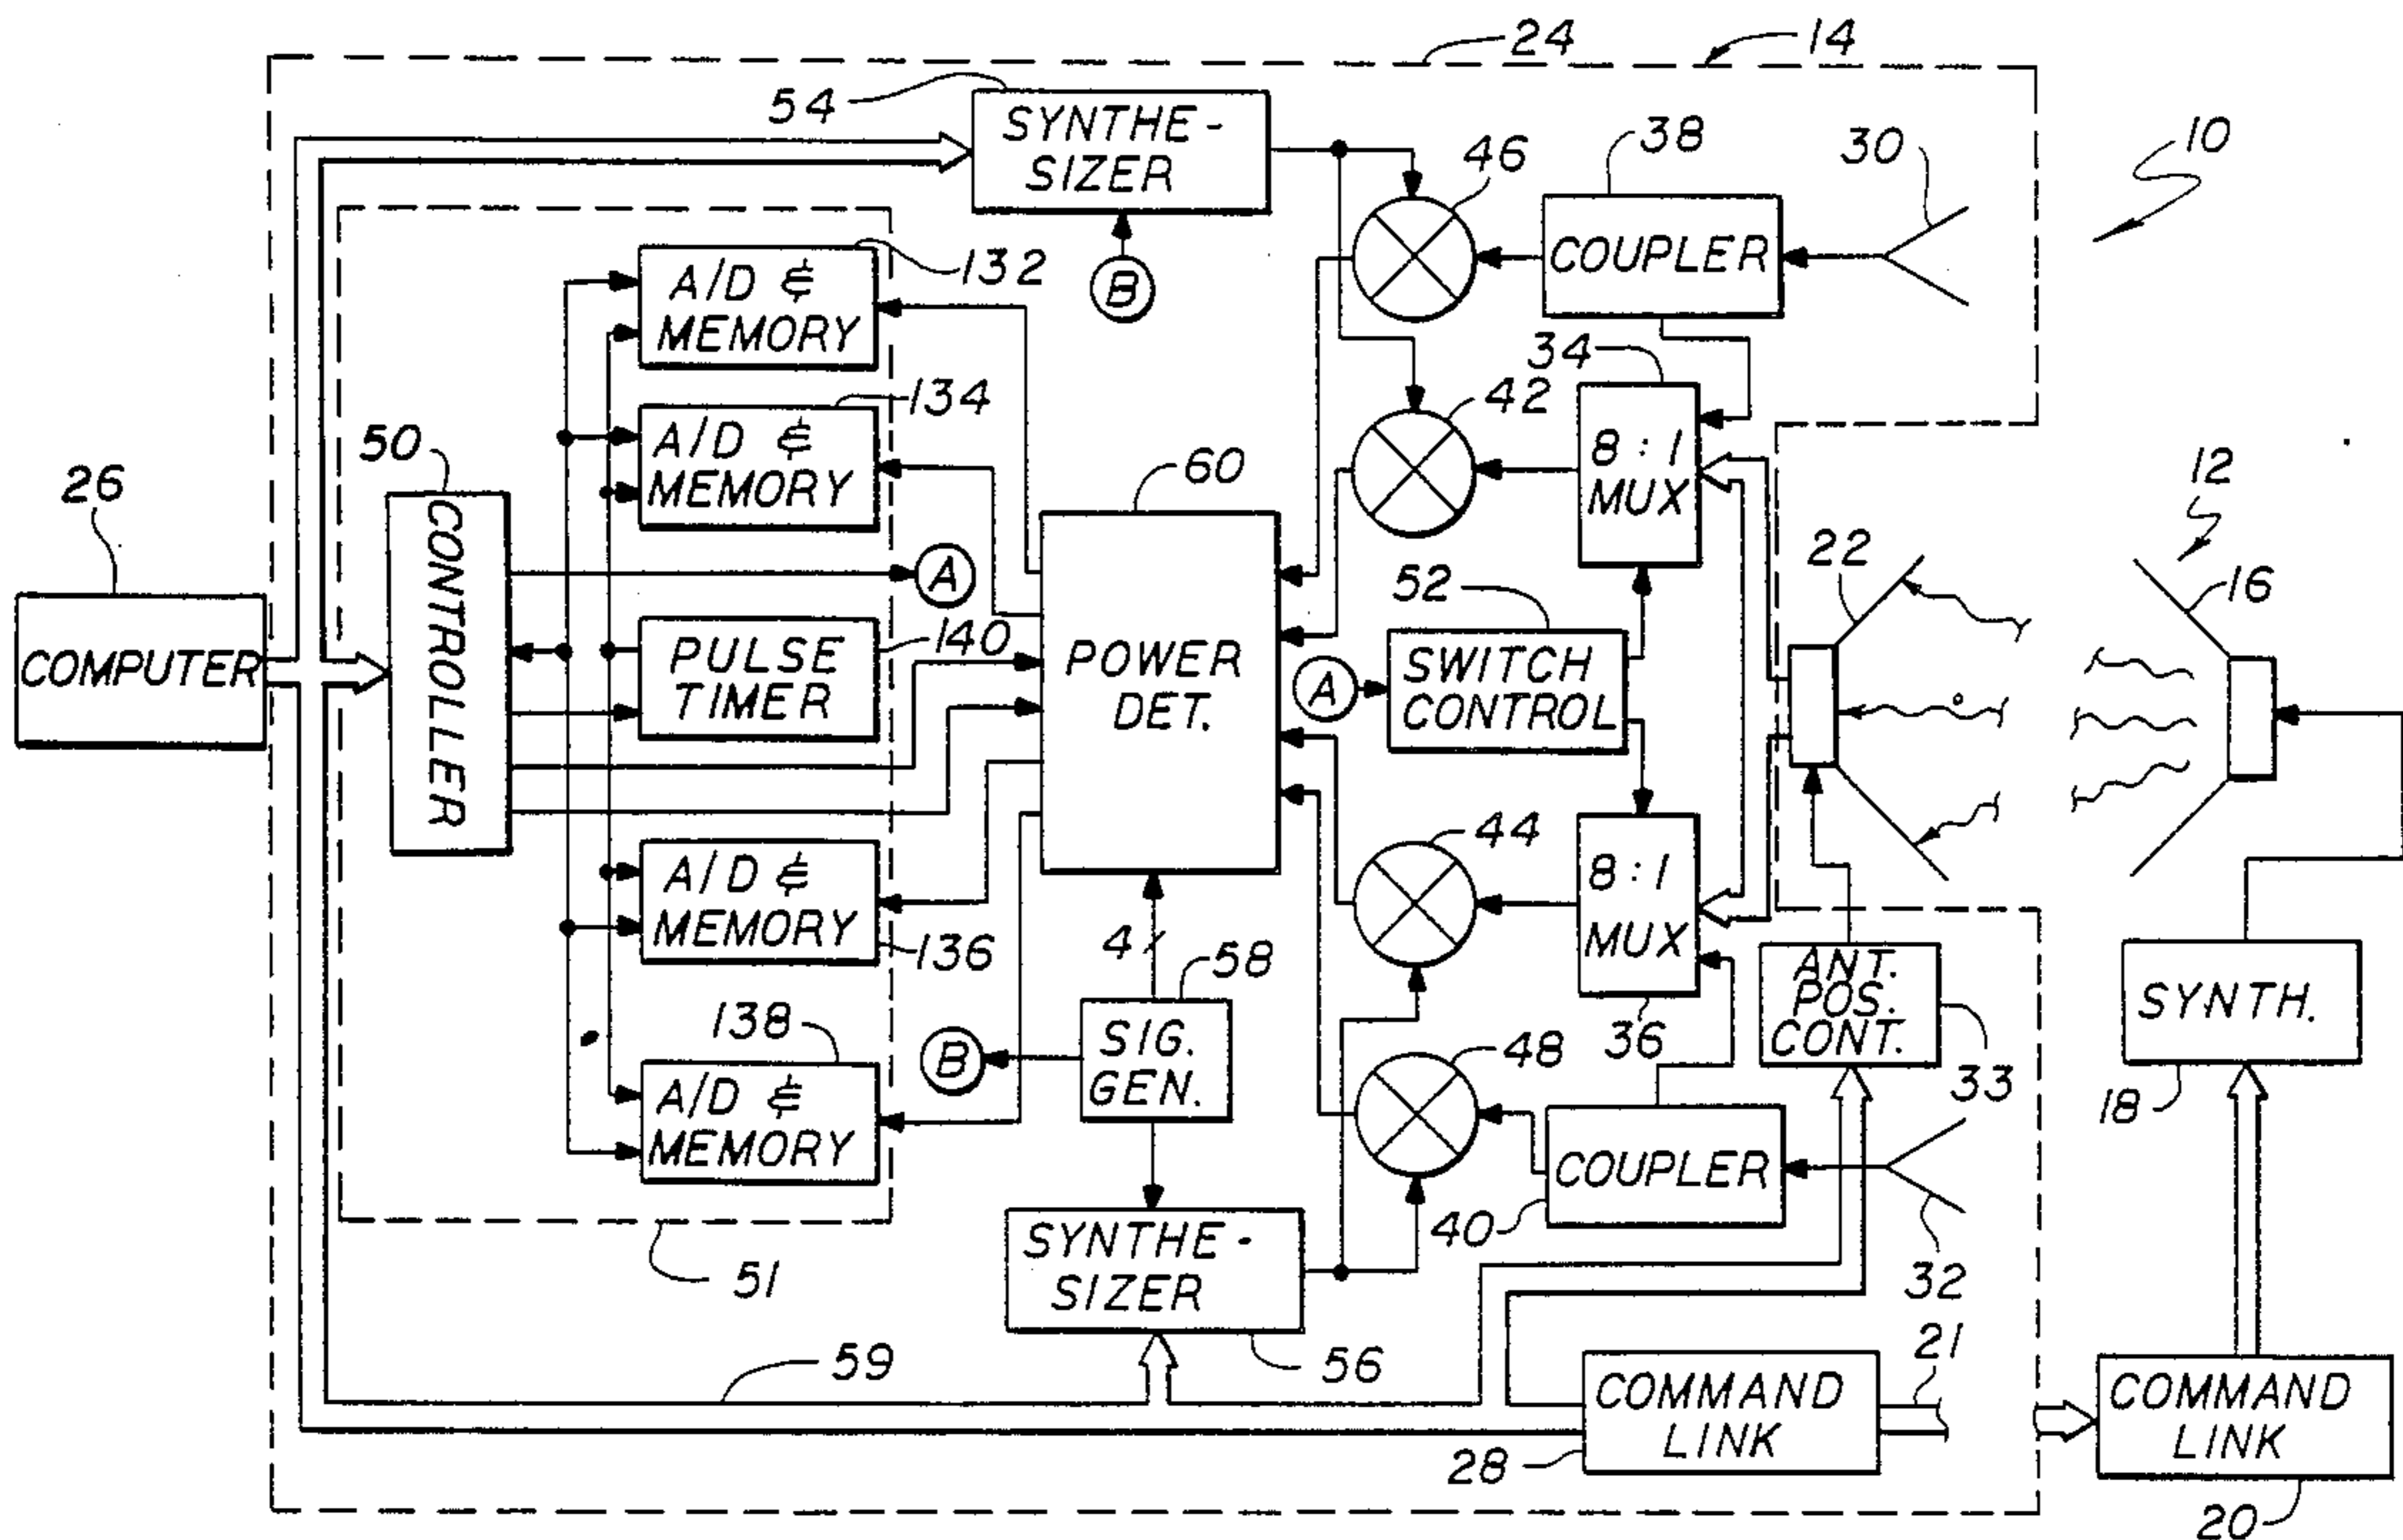 24
14
54
SYNTHE-
SIZER
46
38
30
10
COUPLER
132
A/D &
MEMORY
B
34
134
A/D &
MEMORY
42
8:1
MUX
50
CONTROLLER
60
12
26
A
52
22
16
COMPUTER
140
PULSE
TIMER
POWER
DET.
A
SWITCH
CONTROL
44
A/D &
MEMORY
136
8:1
MUX
4
58
ANT.
POS.
CONT.
SYNTH.
138
B
SIG.
GEN.
48
36
33
18
A/D &
MEMORY
COUPLER
40
51
SYNTHE-
SIZER
32
59
56
21
COMMAND
LINK
COMMAND
LINK
28
20